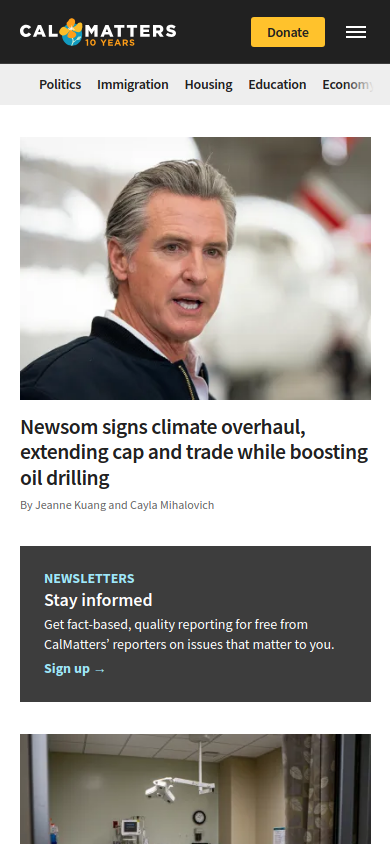 CALMATTERS
10 YEARS
Donate
Politics Immigration Housing Education Economy
Newsom signs climate overhaul,
extending cap and trade while boosting
oil drilling
By Jeanne Kuang and Cayla Mihalovich
NEWSLETTERS
Stay informed
Get fact-based, quality reporting for free from
CalMatters’ reporters on issues that matter to you.
Sign up →